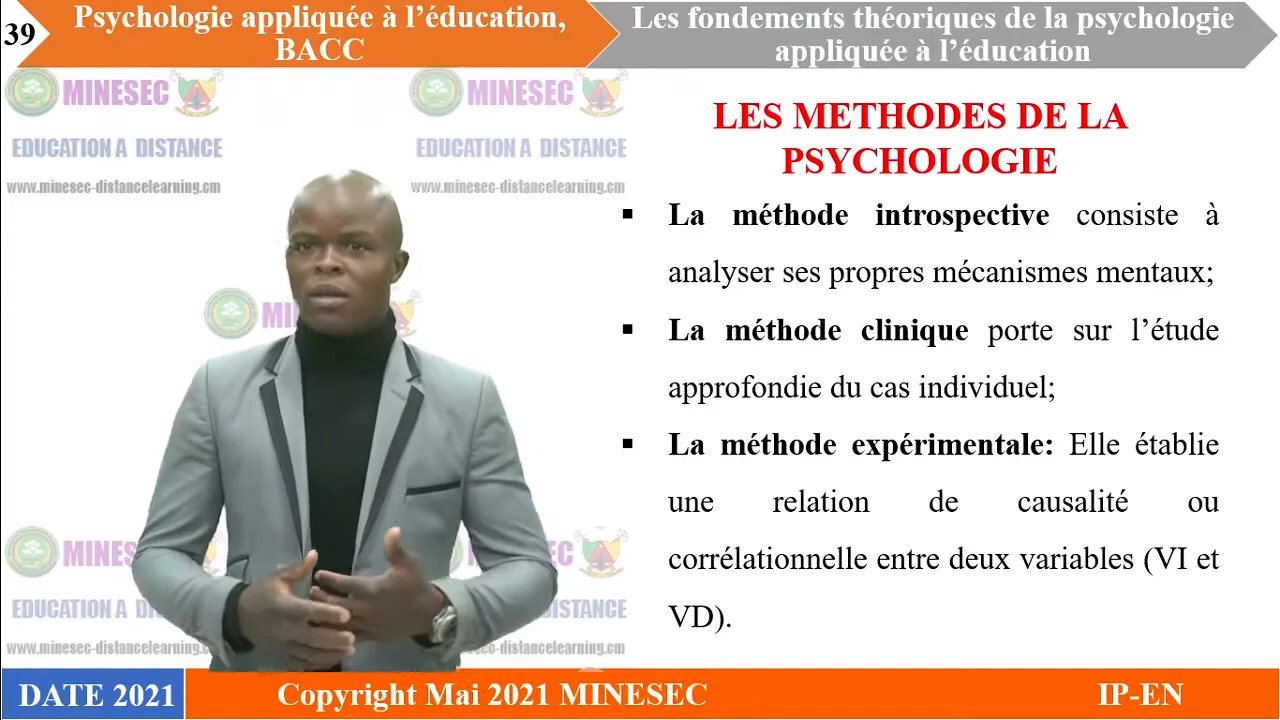 39
Psychologie appliquée à l’éducation,
BACC
Les fondements théoriques de la psychologie
appliquée à l’éducation
MINESEC
EDUCATION A DISTANCE
www.minesec-distancelearning.cm
MINESEC
EDUCATION A DISTANCE
www.minesec-distancelearning.cm
LES METHODES DE LA
PSYCHOLOGIE
▪ La méthode introspective consiste à
analyser ses propres mécanismes mentaux;
▪ La méthode clinique porte sur l’étude
approfondie du cas individuel;
▪ La méthode expérimentale: Elle établie
une relation de causalité ou
corrélationnelle entre deux variables (VI et
VD).
DATE 2021
Copyright Mai 2021 MINESEC
IP-EN